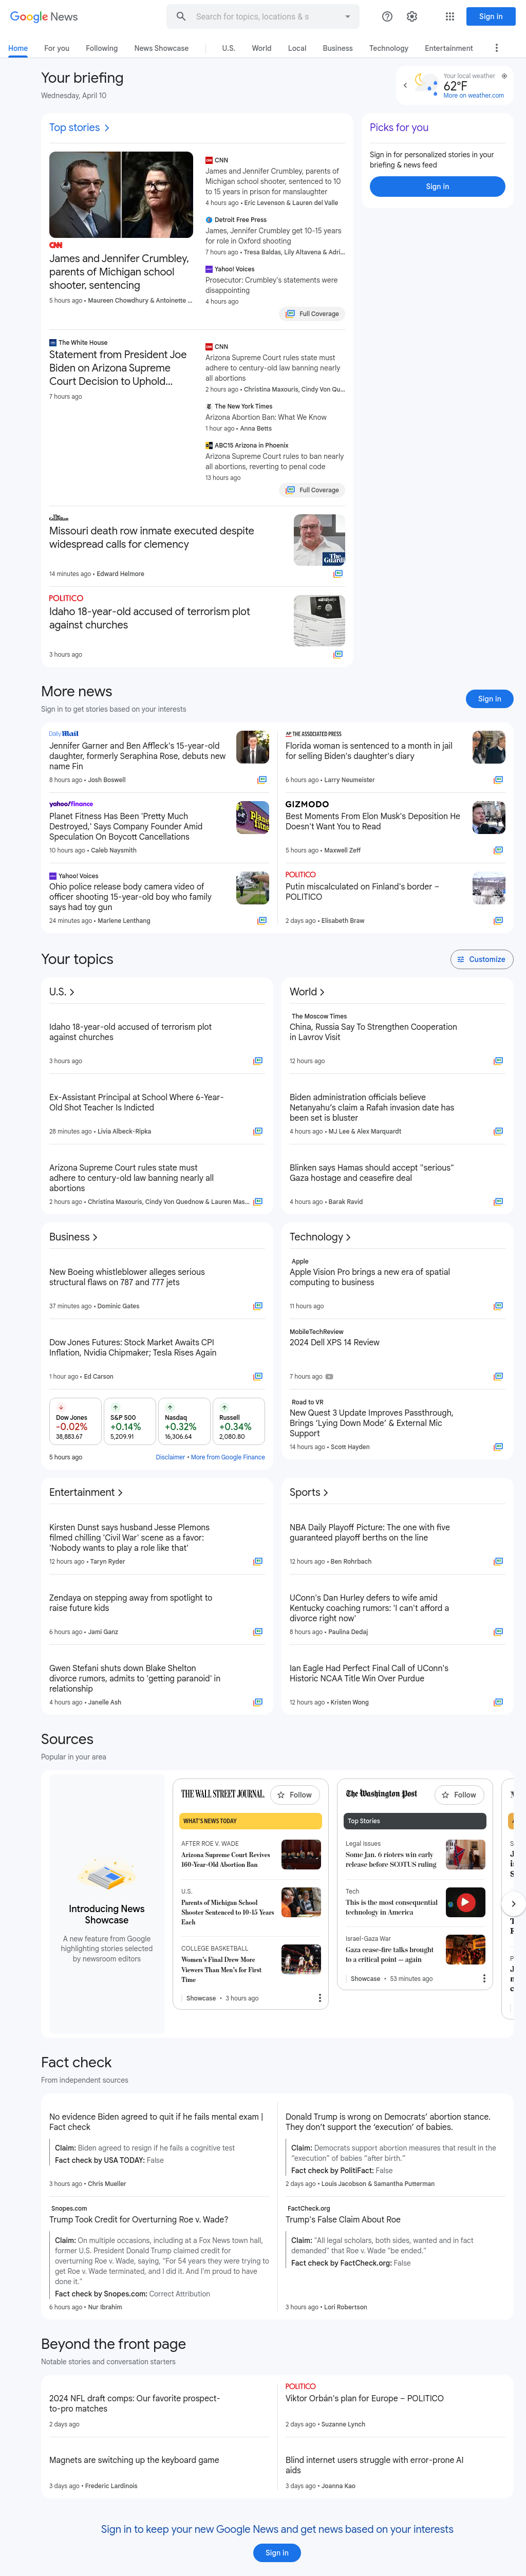 Google News
Search for topics, locations & s
Sign in
Home
For you
Following
News Showcase
U.S.
World
Local
Business
Technology
Entertainment
Your briefing
Wednesday, April 10
Your local weather
62°F
More on weather.com
Top stories
CNN
James and Jennifer Crumbley,
parents of Michigan school
shooter, sentencing
5 hours ago • Maureen Chowdhury & Antoinette ...
CNN
James and Jennifer Crumbley, parents of
Michigan school shooter, sentenced to 10
to 15 years in prison for manslaughter
4 hours ago • Eric Levenson & Lauren del Valle
Detroit Free Press
James, Jennifer Crumbley get 10-15 years
for role in Oxford shooting
7 hours ago • Tresa Baldas, Lily Altavena & Adri...
Yahoo! Voices
Prosecutor: Crumbley's statements were
disappointing
4 hours ago
Full Coverage
Picks for you
Sign in for personalized stories in your
briefing & news feed
Sign in
The White House
Statement from President Joe
Biden on Arizona Supreme
Court Decision to Uphold...
7 hours ago
CNN
Arizona Supreme Court rules state must
adhere to century-old law banning nearly
all abortions
2 hours ago • Christina Maxouris, Cindy Von Qu...
The New York Times
Arizona Abortion Ban: What We Know
1 hour ago • Anna Betts
ABC15 Arizona in Phoenix
Arizona Supreme Court rules to ban nearly
all abortions, reverting to penal code
13 hours ago
Full Coverage
The Guardian
Missouri death row inmate executed despite
widespread calls for clemency
14 minutes ago • Edward Helmore
The
Guard
POLITICO
Idaho 18-year-old accused of terrorism plot
against churches
3 hours ago
More news
Sign in to get stories based on your interests
Sign in
Daily Mail
Jennifer Garner and Ben Affleck's 15-year-old
daughter, formerly Seraphina Rose, debuts new
name Fin
8 hours ago • Josh Boswell
yahoo/finance
Planet Fitness Has Been 'Pretty Much
Destroyed,' Says Company Founder Amid
Speculation On Boycott Cancellations
10 hours ago • Caleb Naysmith
Yahoo! Voices
Ohio police release body camera video of
officer shooting 15-year-old boy who family
says had toy gun
24 minutes ago • Marlene Lenthang
AP THE ASSOCIATED PRESS
Florida woman is sentenced to a month in jail
for selling Biden's daughter's diary
6 hours ago • Larry Neumeister
GIZMODO
Best Moments From Elon Musk's Deposition He
Doesn't Want You to Read
5 hours ago • Maxwell Zeff
POLITICO
Putin miscalculated on Finland's border –
POLITICO
2 days ago • Elisabeth Braw
Your topics
Customize
U.S.
Idaho 18-year-old accused of terrorism plot
against churches
3 hours ago
Ex-Assistant Principal at School Where 6-Year-
Old Shot Teacher Is Indicted
28 minutes ago • Livia Albeck-Ripka
Arizona Supreme Court rules state must
adhere to century-old law banning nearly all
abortions
2 hours ago • Christina Maxouris, Cindy Von Quednow & Lauren Mas...
World
The Moscow Times
China, Russia Say To Strengthen Cooperation
in Lavrov Visit
12 hours ago
Biden administration officials believe
Netanyahu's claim a Rafah invasion date has
been set is bluster
4 hours ago • MJ Lee & Alex Marquardt
Blinken says Hamas should accept "serious"
Gaza hostage and ceasefire deal
4 hours ago • Barak Ravid
Business
New Boeing whistleblower alleges serious
structural flaws on 787 and 777 jets
37 minutes ago • Dominic Gates
Dow Jones Futures: Stock Market Awaits CPI
Inflation, Nvidia Chipmaker; Tesla Rises Again
1 hour ago • Ed Carson
Dow Jones
-0.02%
38,883.67
S&P 500
+0.14%
5,209.91
Nasdaq
+0.32%
16,306.64
Russell
+0.34%
2,080.80
5 hours ago
Disclaimer • More from Google Finance
Technology
Apple
Apple Vision Pro brings a new era of spatial
computing to business
11 hours ago
MobileTechReview
2024 Dell XPS 14 Review
7 hours ago
Road to VR
New Quest 3 Update Improves Passthrough,
Brings 'Lying Down Mode' & External Mic
Support
14 hours ago • Scott Hayden
Entertainment
Kirsten Dunst says husband Jesse Plemons
filmed chilling 'Civil War' scene as a favor:
'Nobody wants to play a role like that'
12 hours ago • Taryn Ryder
Zendaya on stepping away from spotlight to
raise future kids
6 hours ago • Jami Ganz
Gwen Stefani shuts down Blake Shelton
divorce rumors, admits to 'getting paranoid' in
relationship
4 hours ago • Janelle Ash
Sports
NBA Daily Playoff Picture: The one with five
guaranteed playoff berths on the line
12 hours ago • Ben Rohrbach
UConn's Dan Hurley defers to wife amid
Kentucky coaching rumors: 'I can't afford a
divorce right now'
8 hours ago • Paulina Dedaj
Ian Eagle Had Perfect Final Call of UConn's
Historic NCAA Title Win Over Purdue
12 hours ago • Kristen Wong
Sources
Popular in your area
Introducing News
Showcase
A new feature from Google
highlighting stories selected
by newsroom editors
THE WALL STREET JOURNAL.
Follow
WHAT'S NEWS TODAY
AFTER ROE V. WADE
Arizona Supreme Court Revives
160-Year-Old Abortion Ban
U.S.
Parents of Michigan School
Shooter Sentenced to 10-15 Years
Each
COLLEGE BASKETBALL
Women's Final Drew More
Viewers Than Men's for First
Time
Showcase • 3 hours ago
The Washington Post
Follow
Top Stories
Legal Issues
Some Jan. 6 rioters win early
release before SCOTUS ruling
Tech
This is the most consequential
technology in America
Israel-Gaza War
Gaza cease-fire talks brought
to a critical point — again
Showcase • 53 minutes ago
Fact check
From independent sources
No evidence Biden agreed to quit if he fails mental exam |
Fact check
Claim: Biden agreed to resign if he fails a cognitive test
Fact check by USA TODAY: False
3 hours ago • Chris Mueller
Snopes.com
Trump Took Credit for Overturning Roe v. Wade?
Claim: On multiple occasions, including at a Fox News town hall,
former U.S. President Donald Trump claimed credit for
overturning Roe v. Wade, saying, "For 54 years they were trying to
get Roe v. Wade terminated, and I did it. And I'm proud to have
done it."
Fact check by Snopes.com: Correct Attribution
6 hours ago • Nur Ibrahim
Donald Trump is wrong on Democrats' abortion stance.
They don't support the 'execution' of babies.
Claim: Democrats support abortion measures that result in the
"execution" of babies "after birth."
Fact check by PolitiFact: False
2 days ago • Louis Jacobson & Samantha Putterman
FactCheck.org
Trump's False Claim About Roe
Claim: "All legal scholars, both sides, wanted and in fact
demanded" that Roe v. Wade "be ended."
Fact check by FactCheck.org: False
3 hours ago • Lori Robertson
Beyond the front page
Notable stories and conversation starters
2024 NFL draft comps: Our favorite prospect-
to-pro matches
2 days ago
Magnets are switching up the keyboard game
3 days ago • Frederic Lardinois
POLITICO
Viktor Orbán's plan for Europe – POLITICO
2 days ago • Suzanne Lynch
Blind internet users struggle with error-prone AI
aids
3 days ago • Joanna Kao
Sign in to keep your new Google News and get news based on your interests
Sign in